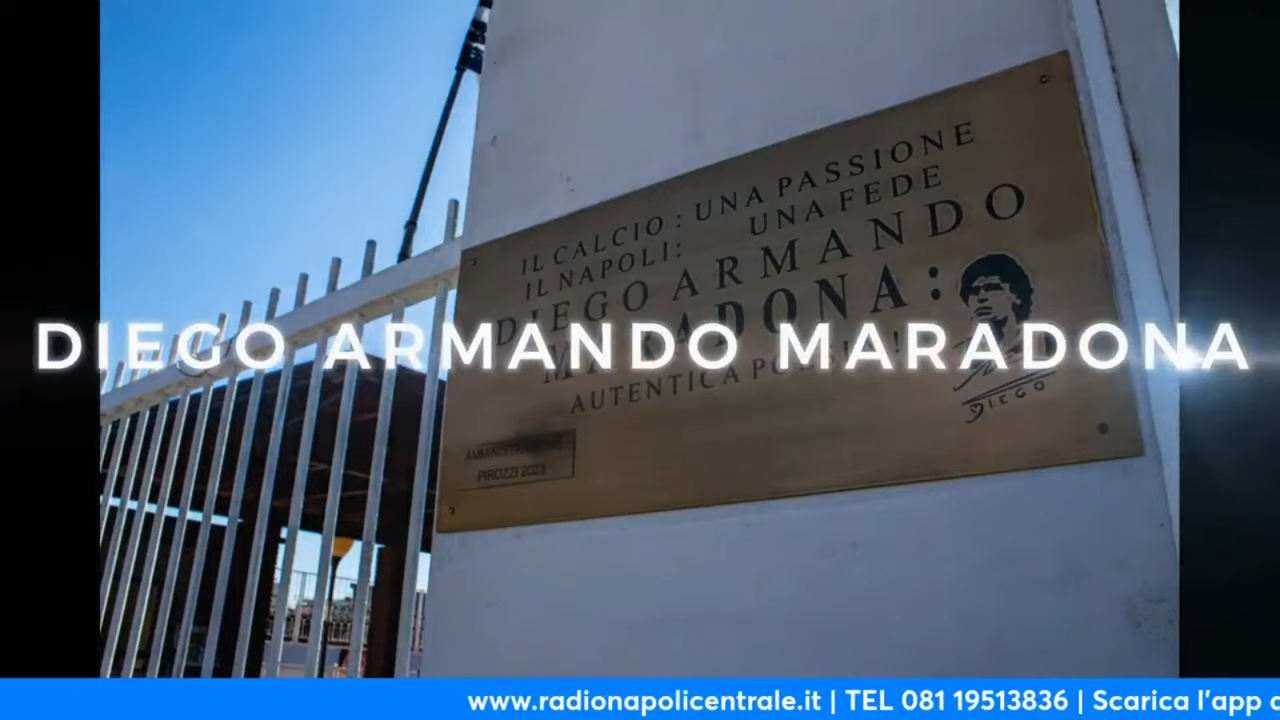 IL CALCIO : UNA PASSIONE
IL NAPOLI: UNA FEDE
DIEGO ARMANDO
MARADONA:
AUTENTICA
DIEGO
DIEGO ARMANDO MARADONA
PIROZZI 2023
www.radionapolicentrale.it | TEL 081 19513836 | Scarica l'app